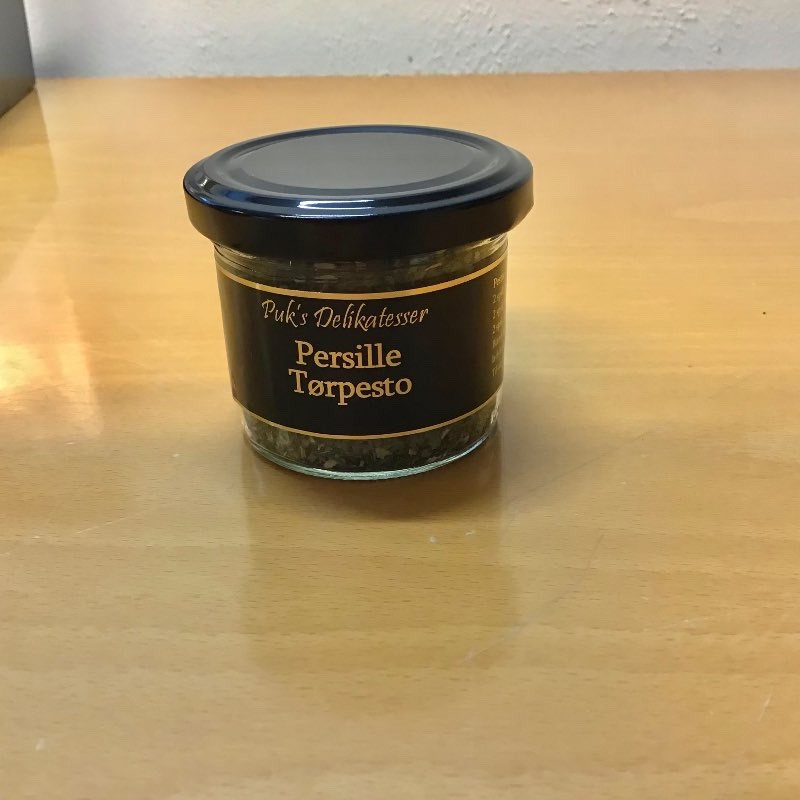 Puk's Delikatesser
Persille
Tørpesto